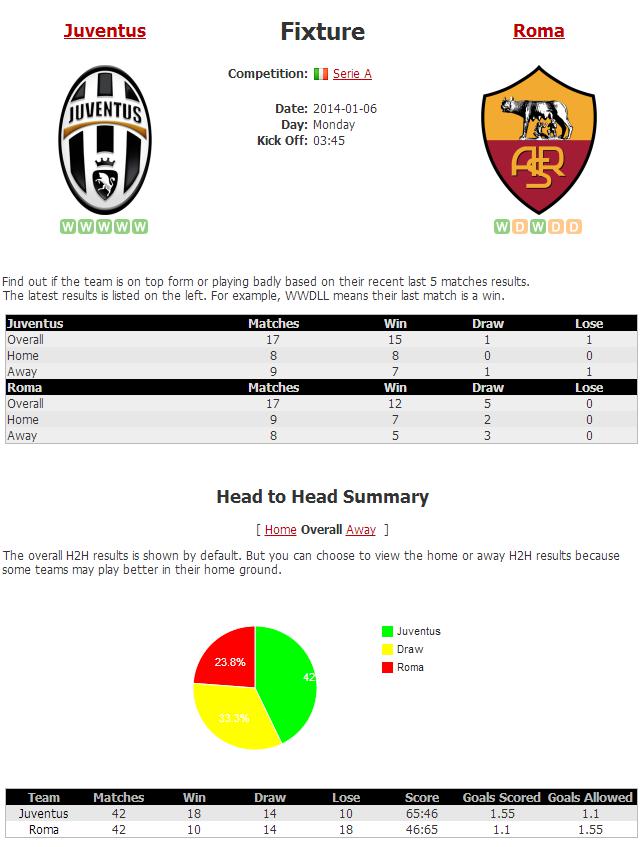 Juventus
Fixture
Roma
Competition: Serie A
JUVENTUS
Date: 2014-01-06
Day: Monday
Kick Off: 03:45
ASR
W W W W W
W D W D D
Find out if the team is on top form or playing badly based on their recent last 5 matches results.
The latest results is listed on the left. For example, WWDLL means their last match is a win.
Juventus Matches Win Draw Lose
Overall 17 15 1 1
Home 8 8 0 0
Away 9 7 1 1
Roma Matches Win Draw Lose
Overall 17 12 5 0
Home 9 7 2 0
Away 8 5 3 0
Head to Head Summary
[ Home Overall Away ]
The overall H2H results is shown by default. But you can choose to view the home or away H2H results because
some teams may play better in their home ground.
Juventus
Draw
Roma
23.8%
42
33.3%
Team Matches Win Draw Lose Score Goals Scored Goals Allowed
Juventus 42 18 14 10 65:46 1.55 1.1
Roma 42 10 14 18 46:65 1.1 1.55